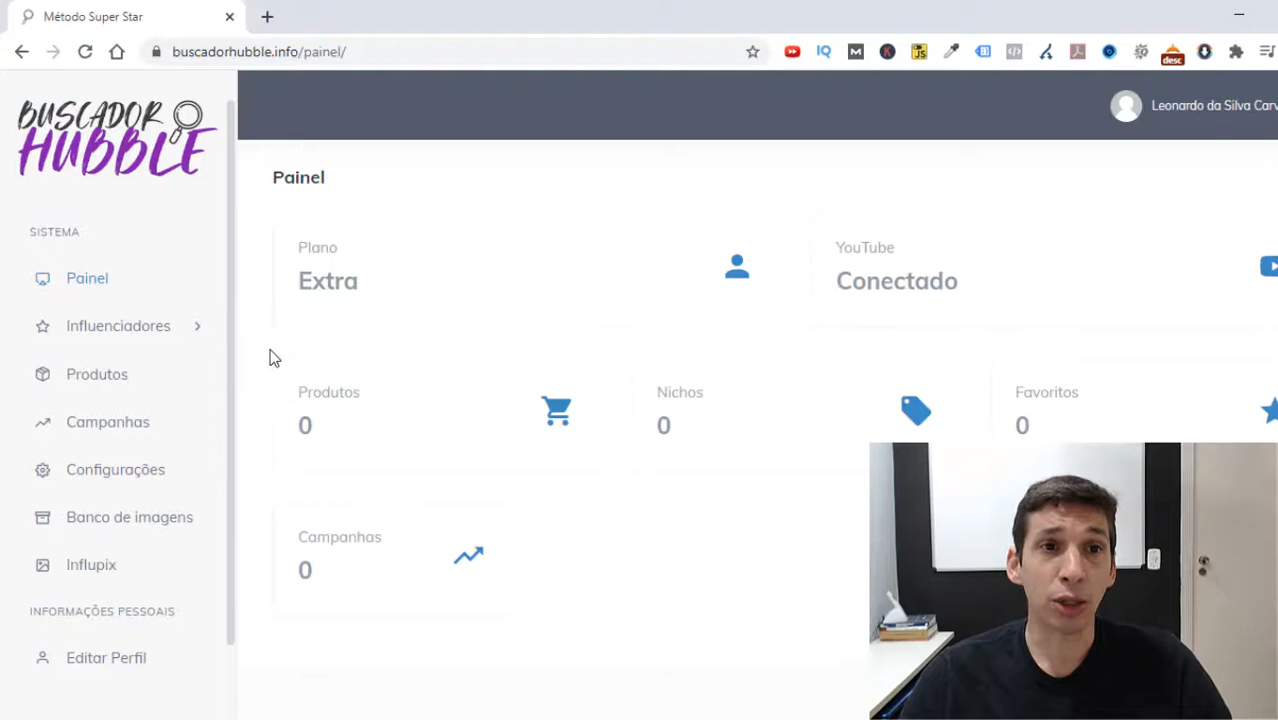 Método Super Star
buscadorhubble.info/painel/
IQ
M
K
JS
desc
BUSCADOR
HUBBLE
Leonardo da Silva Carv
SISTEMA
Painel
Influenciadores
Produtos
Campanhas
Configurações
Banco de imagens
Influpix
INFORMAÇÕES PESSOAIS
Editar Perfil
Painel
Plano
Extra
YouTube
Conectado
Produtos
0
Nichos
0
Favoritos
0
Campanhas
0